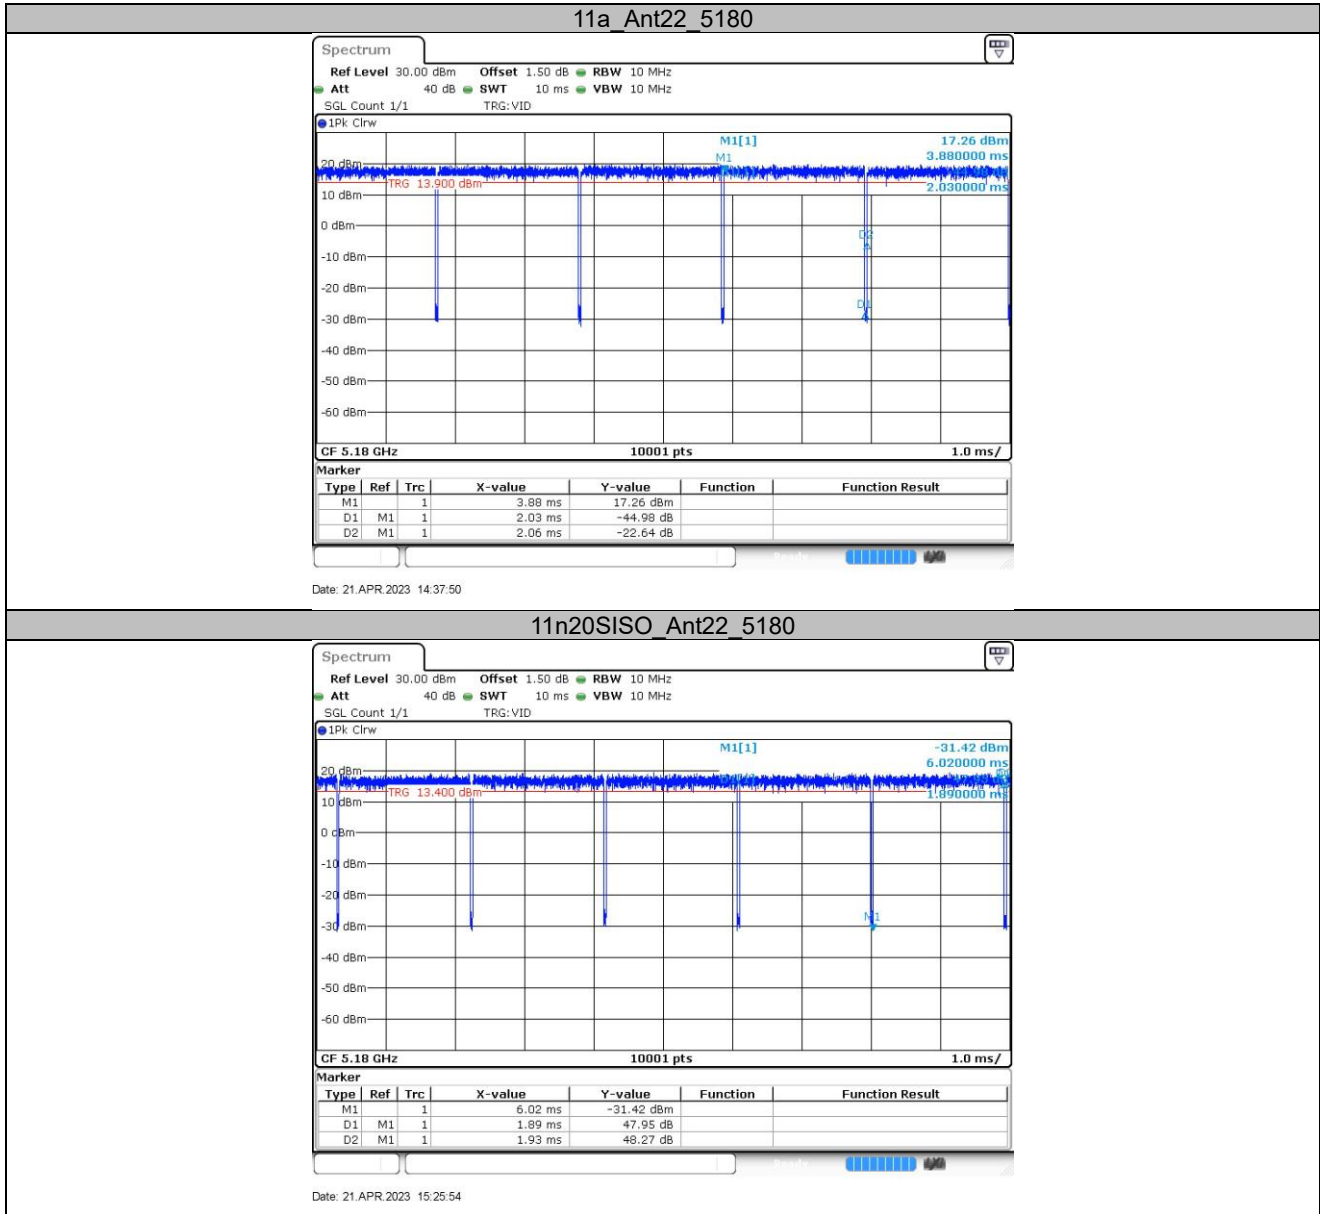 11a_Ant22_5180
Spectrum
Ref Level 30.00 dBm Offset 1.50 dB RBW 10 MHz
Att 40 dB SWT 10 ms VBW 10 MHz
SGL Count 1/1 TRG:VID
1Pk Clrw
M1[1] 17.26 dBm
3.880000 ms
2.030000 ms
M1
20 dBm
TRG 13.900 dBm
10 dBm
0 dBm
D2
-10 dBm
-20 dBm
D1
-30 dBm
-40 dBm
-50 dBm
-60 dBm
CF 5.18 GHz 10001 pts 1.0 ms/
Marker
Type Ref Trc X-value Y-value Function Function Result
M1 1 3.88 ms 17.26 dBm
D1 M1 1 2.03 ms -44.98 dB
D2 M1 1 2.06 ms -22.64 dB
Ready
Date: 21.APR.2023 14:37:50
11n20SISO_Ant22_5180
Spectrum
Ref Level 30.00 dBm Offset 1.50 dB RBW 10 MHz
Att 40 dB SWT 10 ms VBW 10 MHz
SGL Count 1/1 TRG:VID
1Pk Clrw
M1[1] -31.42 dBm
6.020000 ms
1.890000 ms
20 dBm
TRG 13.400 dBm
10 dBm
0 dBm
-10 dBm
-20 dBm
M1
-30 dBm
-40 dBm
-50 dBm
-60 dBm
CF 5.18 GHz 10001 pts 1.0 ms/
Marker
Type Ref Trc X-value Y-value Function Function Result
M1 1 6.02 ms -31.42 dBm
D1 M1 1 1.89 ms 47.95 dB
D2 M1 1 1.93 ms 48.27 dB
Ready
Date: 21.APR.2023 15:25:54